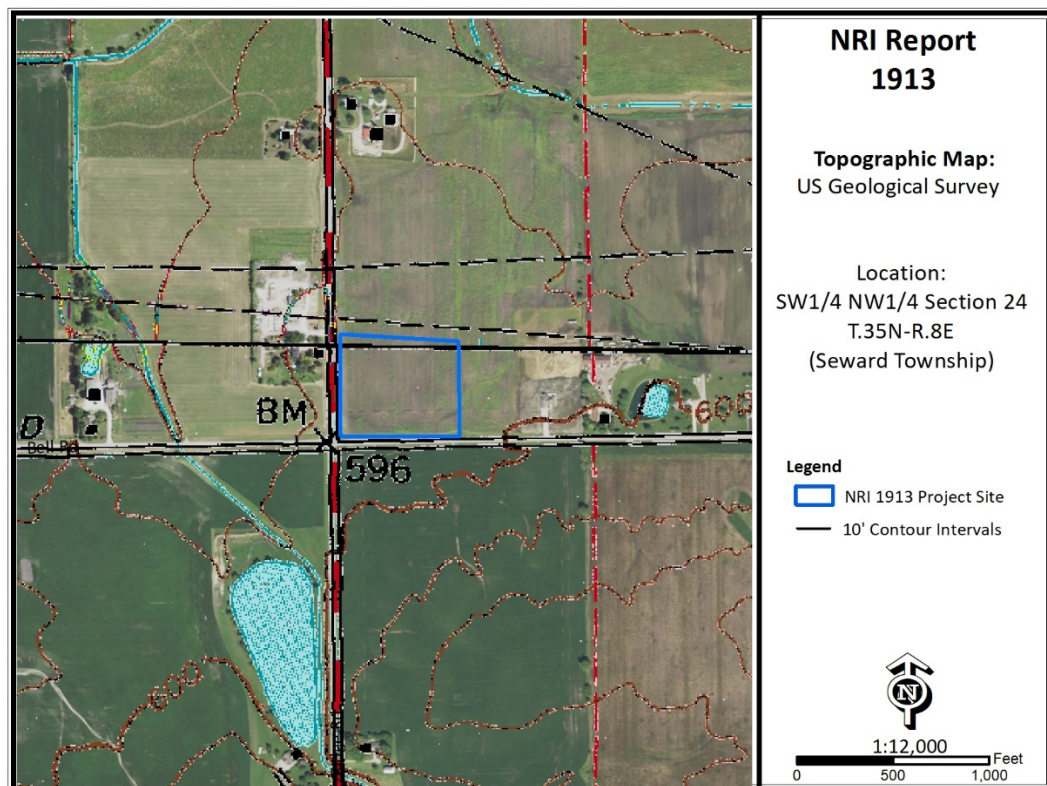 NRI Report
1913
Topographic Map:
US Geological Survey
Location:
SW1/4 NW1/4 Section 24
T.35N-R.8E
(Seward Township)
Legend
NRI 1913 Project Site
10' Contour Intervals
N
1:12,000
Feet
0 500 1,000
BM
596
600
D
Bell Rd
600